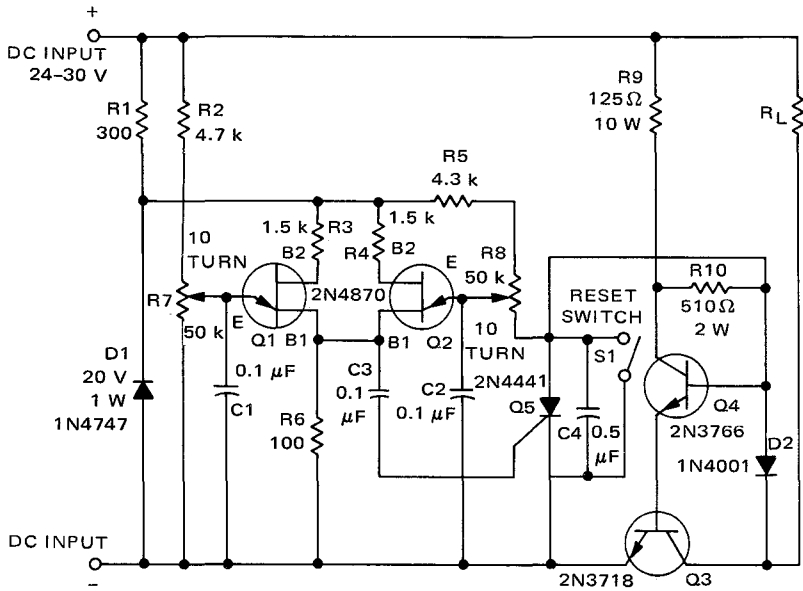 +
DC INPUT
24–30 V
R1
300
R2
4.7 k
R9
125Ω
10 W
RL
R5
4.3 k
1.5 k
R3
B2
1.5 k
R4
B2
10
TURN
R7
50 k
E
Q1
B1
2N4870
E
R8
50 k
B1
Q2
10
TURN
RESET
SWITCH
S1
R10
510Ω
2 W
D1
20 V
1 W
1N4747
0.1 μF
C1
R6
100
C3
0.1
μF
C2
0.1 μF
2N4441
Q5
C4
0.5
μF
Q4
2N3766
D2
1N4001
DC INPUT
–
2N3718
Q3